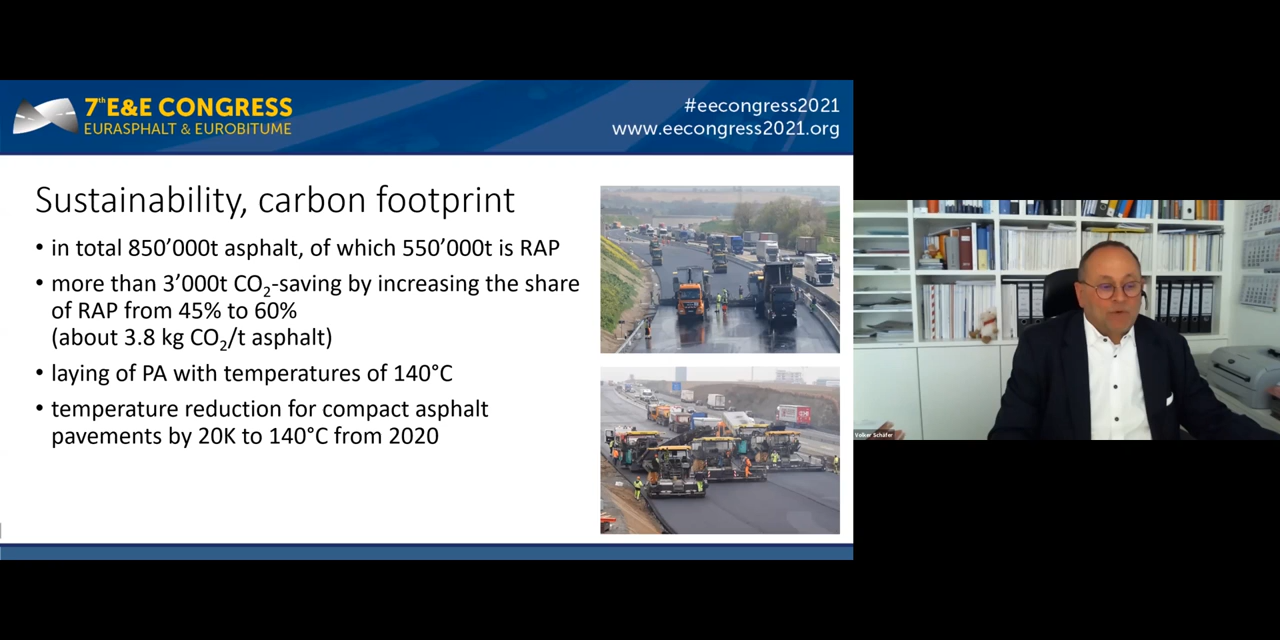 7th E&E CONGRESS
EURASPHALT & EUROBITUME
#eecongress2021
www.eecongress2021.org
Sustainability, carbon footprint
• in total 850’000t asphalt, of which 550’000t is RAP
• more than 3’000t CO₂-saving by increasing the share
of RAP from 45% to 60%
(about 3.8 kg CO₂/t asphalt)
• laying of PA with temperatures of 140°C
• temperature reduction for compact asphalt
pavements by 20K to 140°C from 2020
Volker Schäfer